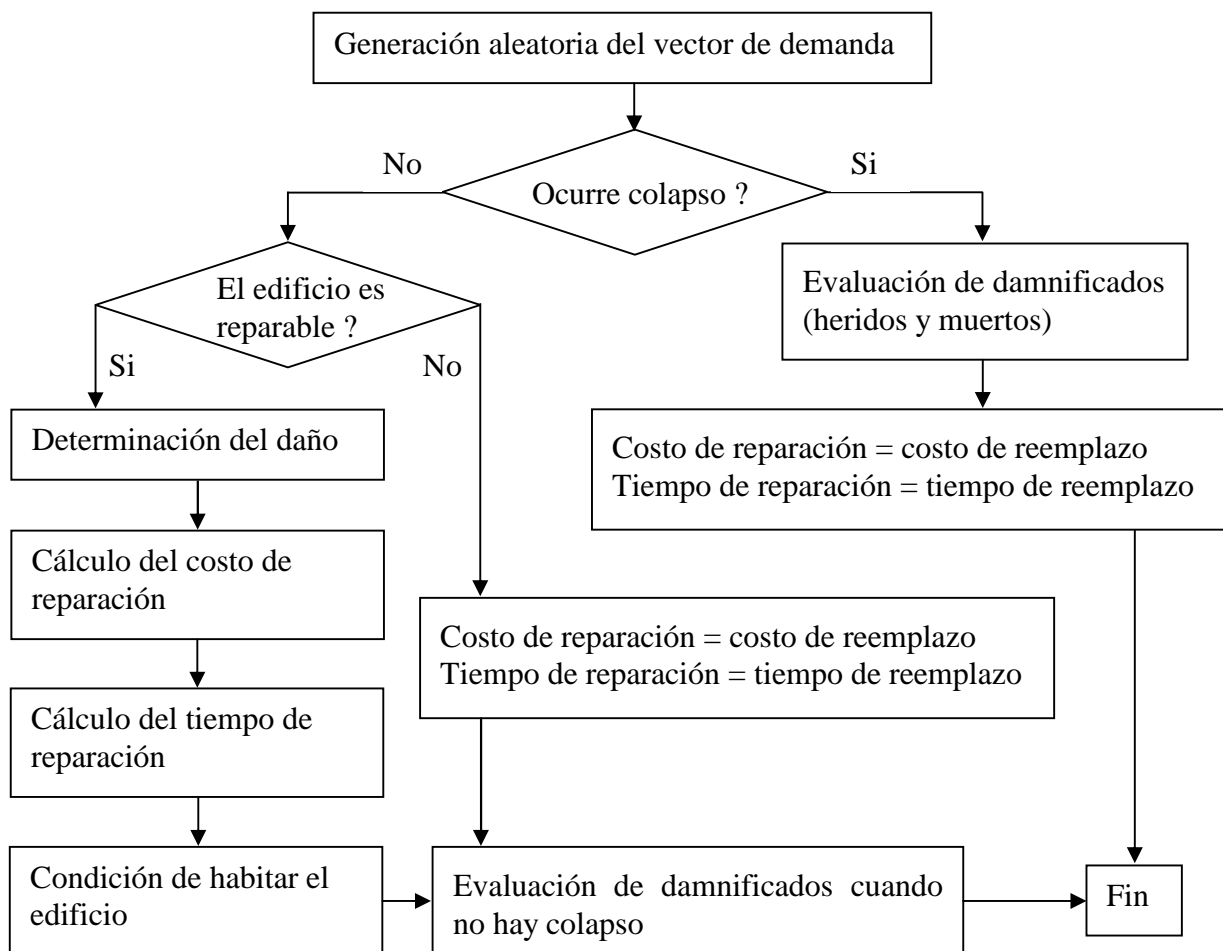 Generación aleatoria del vector de demanda
No
Si
Ocurre colapso ?
El edificio es
reparable ?
Evaluación de damnificados
(heridos y muertos)
Si
No
Determinación del daño
Costo de reparación = costo de reemplazo
Tiempo de reparación = tiempo de reemplazo
Cálculo del costo de
reparación
Costo de reparación = costo de reemplazo
Tiempo de reparación = tiempo de reemplazo
Cálculo del tiempo de
reparación
Condición de habitar el
edificio
Evaluación de damnificados cuando
no hay colapso
Fin